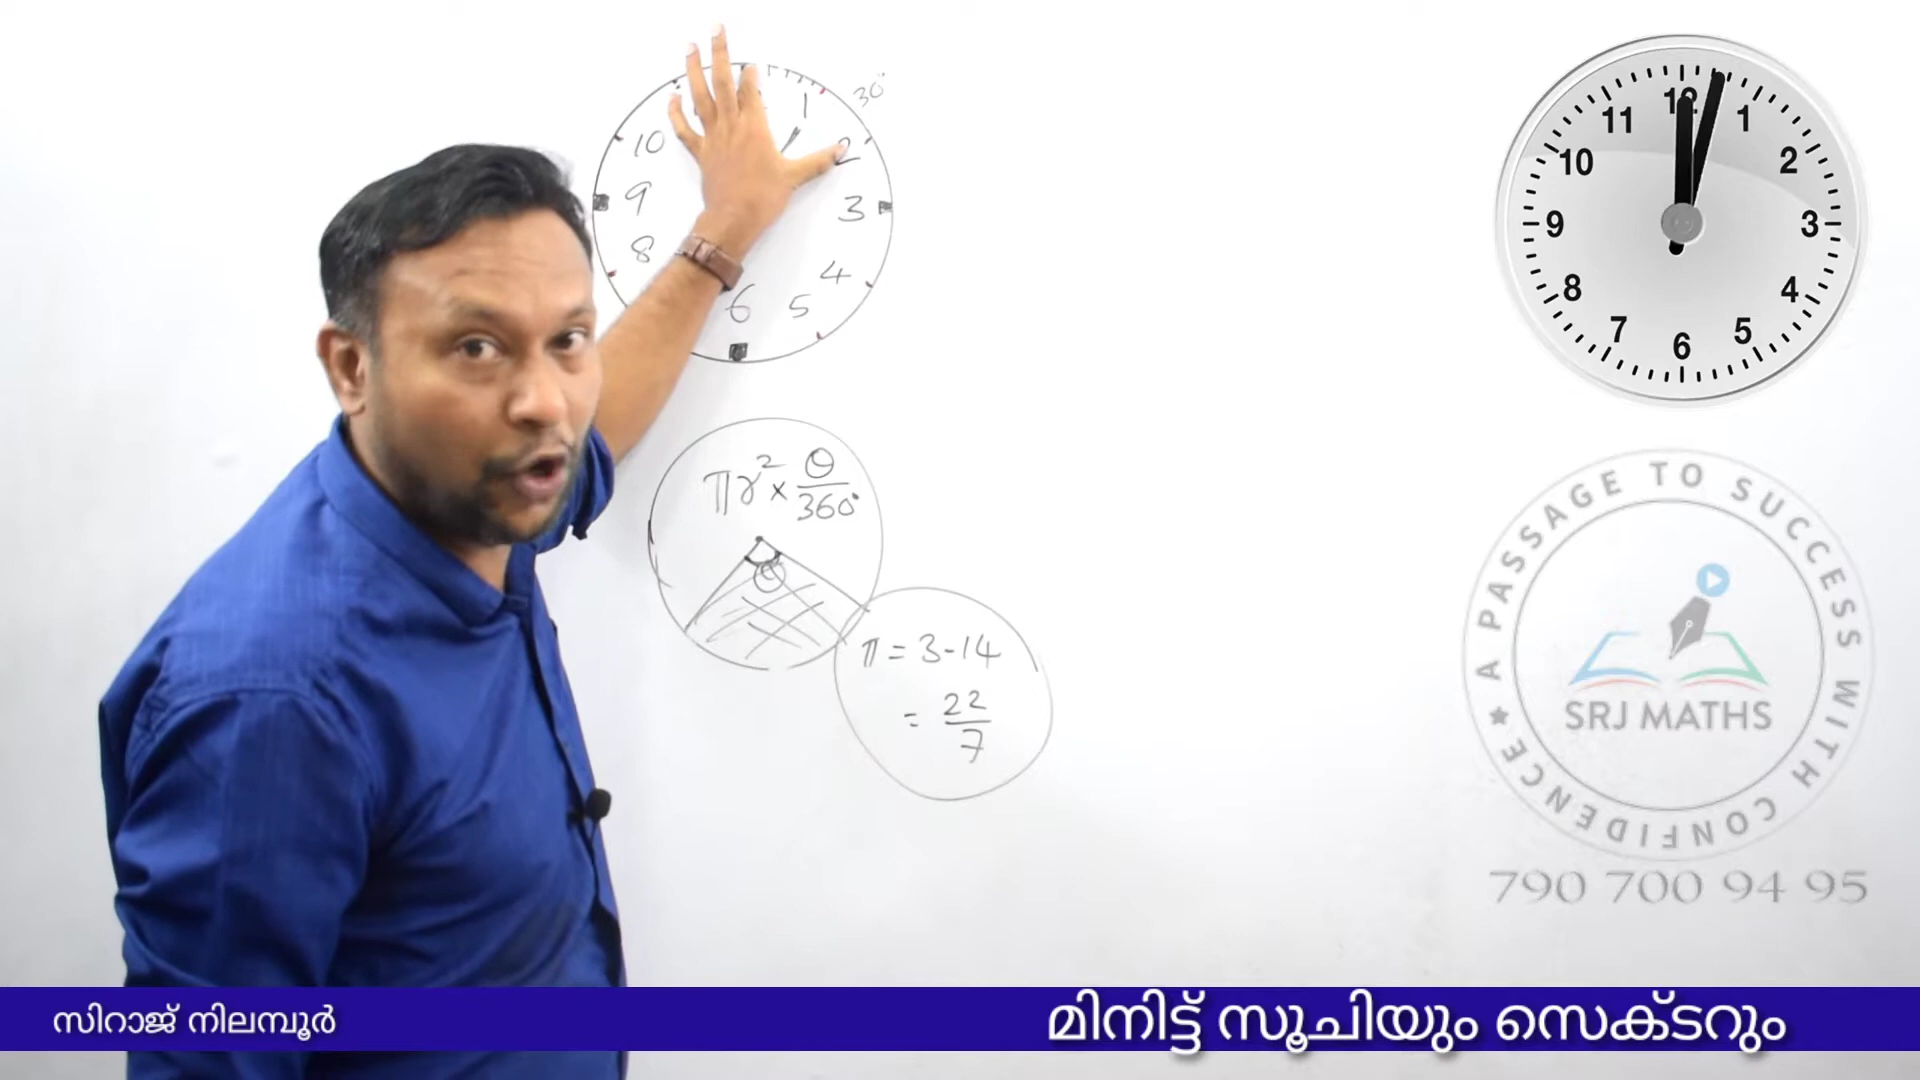 1
30°
2
3
4
5
6
8
9
10
πr² × θ/360°
θ
π = 3-14
= 22/7
12
1
2
3
4
5
6
7
8
9
10
11
A PASSAGE TO SUCCESS WITH CONFIDENCE ★
SRJ MATHS
790 700 94 95
സിറാജ് നിലമ്പൂർ
മിനിട്ട് സൂചിയും സെക്ടറും